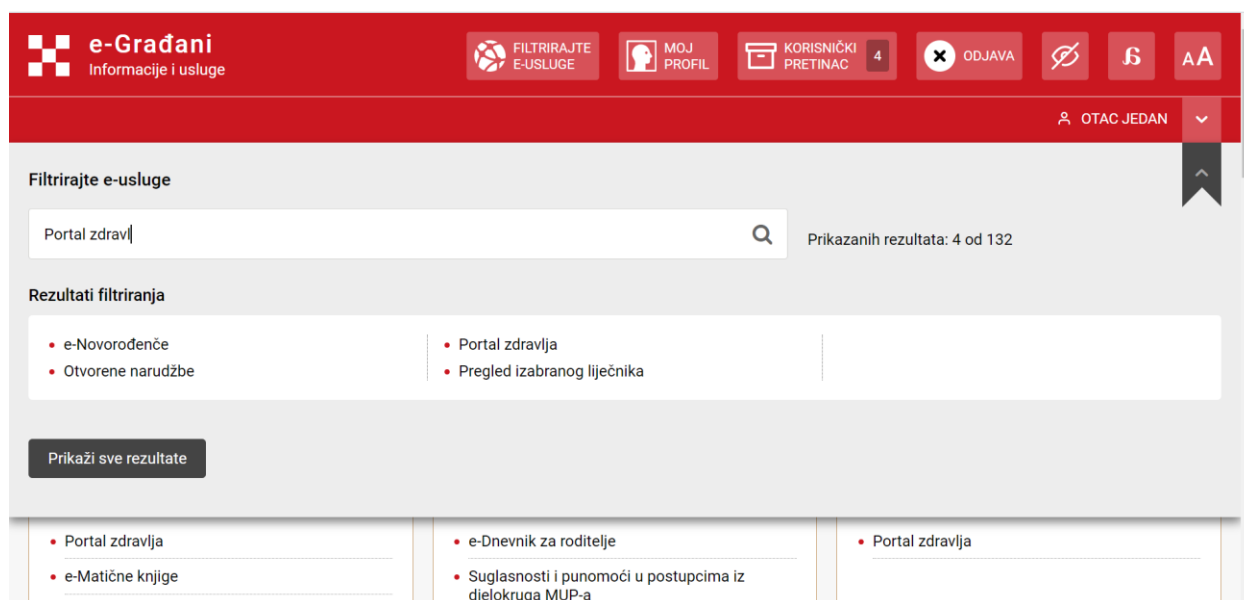 e-Građani
Informacije i usluge
FILTRIRAJTE
E-USLUGE
MOJ
PROFIL
KORISNIČKI
PRETINAC
4
ODJAVA
AA
OTAC JEDAN
Filtrirajte e-usluge
Portal zdravl
Prikazanih rezultata: 4 od 132
Rezultati filtriranja
e-Novorođenče
Otvorene narudžbe
Portal zdravlja
Pregled izabranog liječnika
Prikaži sve rezultate
Portal zdravlja
e-Matične knjige
e-Dnevnik za roditelje
Suglasnosti i punomoći u postupcima iz
djelokruga MUP-a
Portal zdravlja